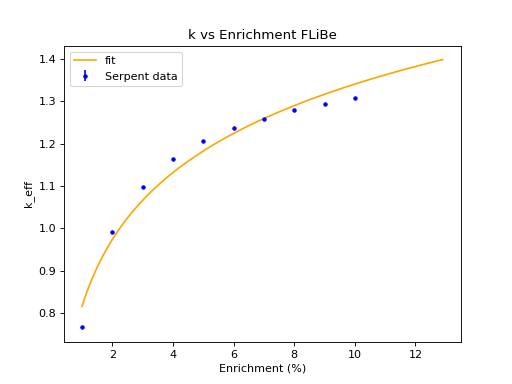 k vs Enrichment FLiBe
fit
Serpent data
k_eff
1.4
1.3
1.2
1.1
1.0
0.9
0.8
2 4 6 8 10 12
Enrichment (%)